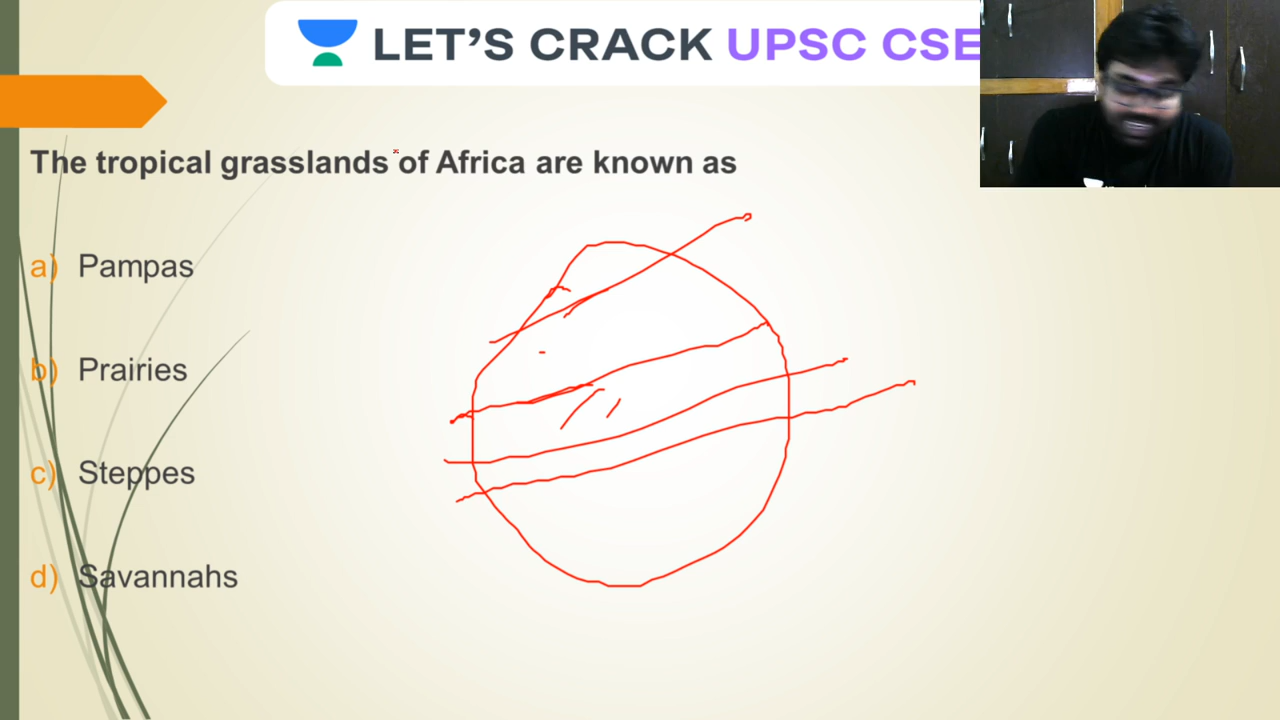 LET'S CRACK UPSC CSE
The tropical grasslands of Africa are known as
a) Pampas
b) Prairies
c) Steppes
d) Savannahs